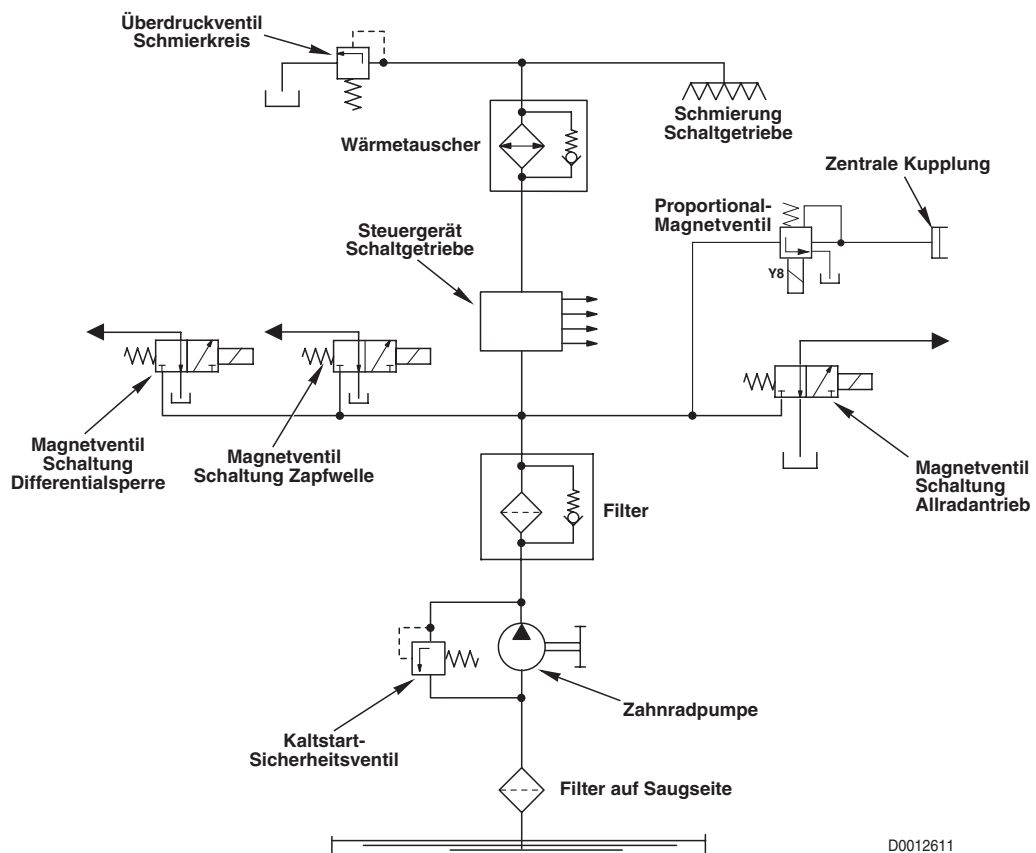 Überdruckventil
Schmierkreis
Schmierung
Schaltgetriebe
Wärmetauscher
Zentrale Kupplung
Proportional-
Magnetventil
Y8
Steuergerät
Schaltgetriebe
Magnetventil
Schaltung
Differentialsperre
Magnetventil
Schaltung Zapfwelle
Magnetventil
Schaltung
Allradantrieb
Filter
Zahnradpumpe
Kaltstart-
Sicherheitsventil
Filter auf Saugseite
D0012611